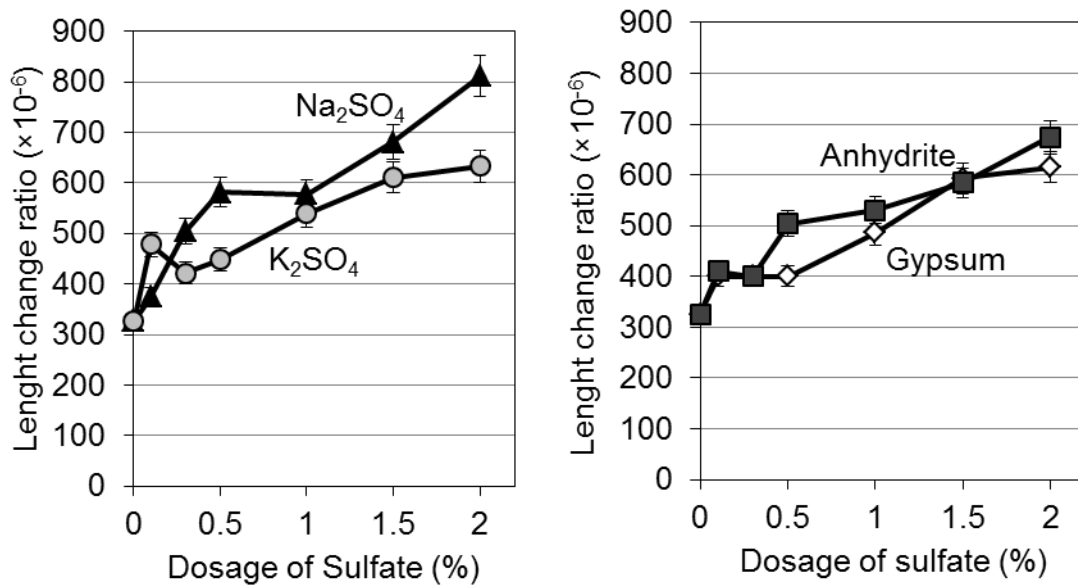 Lenght change ratio (×10⁻⁶)
900
800
700
600
500
400
300
200
100
0
Na₂SO₄
K₂SO₄
0 0.5 1 1.5 2
Dosage of Sulfate (%)
Lenght change ratio (×10⁻⁶)
900
800
700
600
500
400
300
200
100
0
Anhydrite
Gypsum
0 0.5 1 1.5 2
Dosage of sulfate (%)